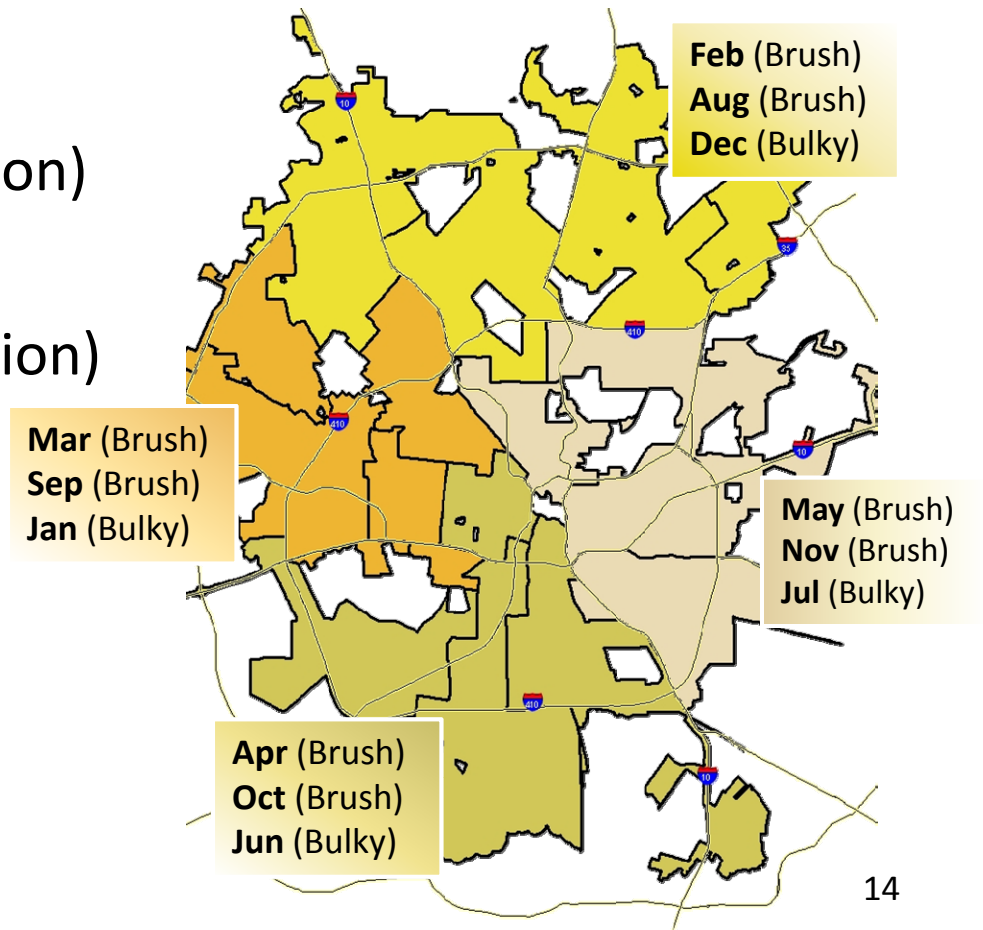 on)
ion)
Feb (Brush)
Aug (Brush)
Dec (Bulky)
Mar (Brush)
Sep (Brush)
Jan (Bulky)
May (Brush)
Nov (Brush)
Jul (Bulky)
Apr (Brush)
Oct (Brush)
Jun (Bulky)
10
35
410
410
10
410
10
14